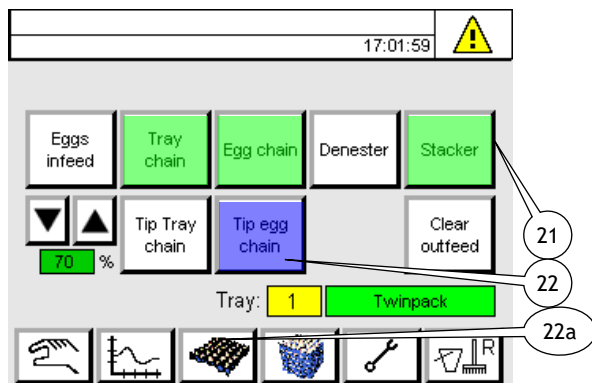 17:01:59
Eggs infeed
Tray chain
Egg chain
Denester
Stacker
70 %
Tip Tray chain
Tip egg chain
Clear outfeed
21
22
Tray: 1 Twinpack
22a
R